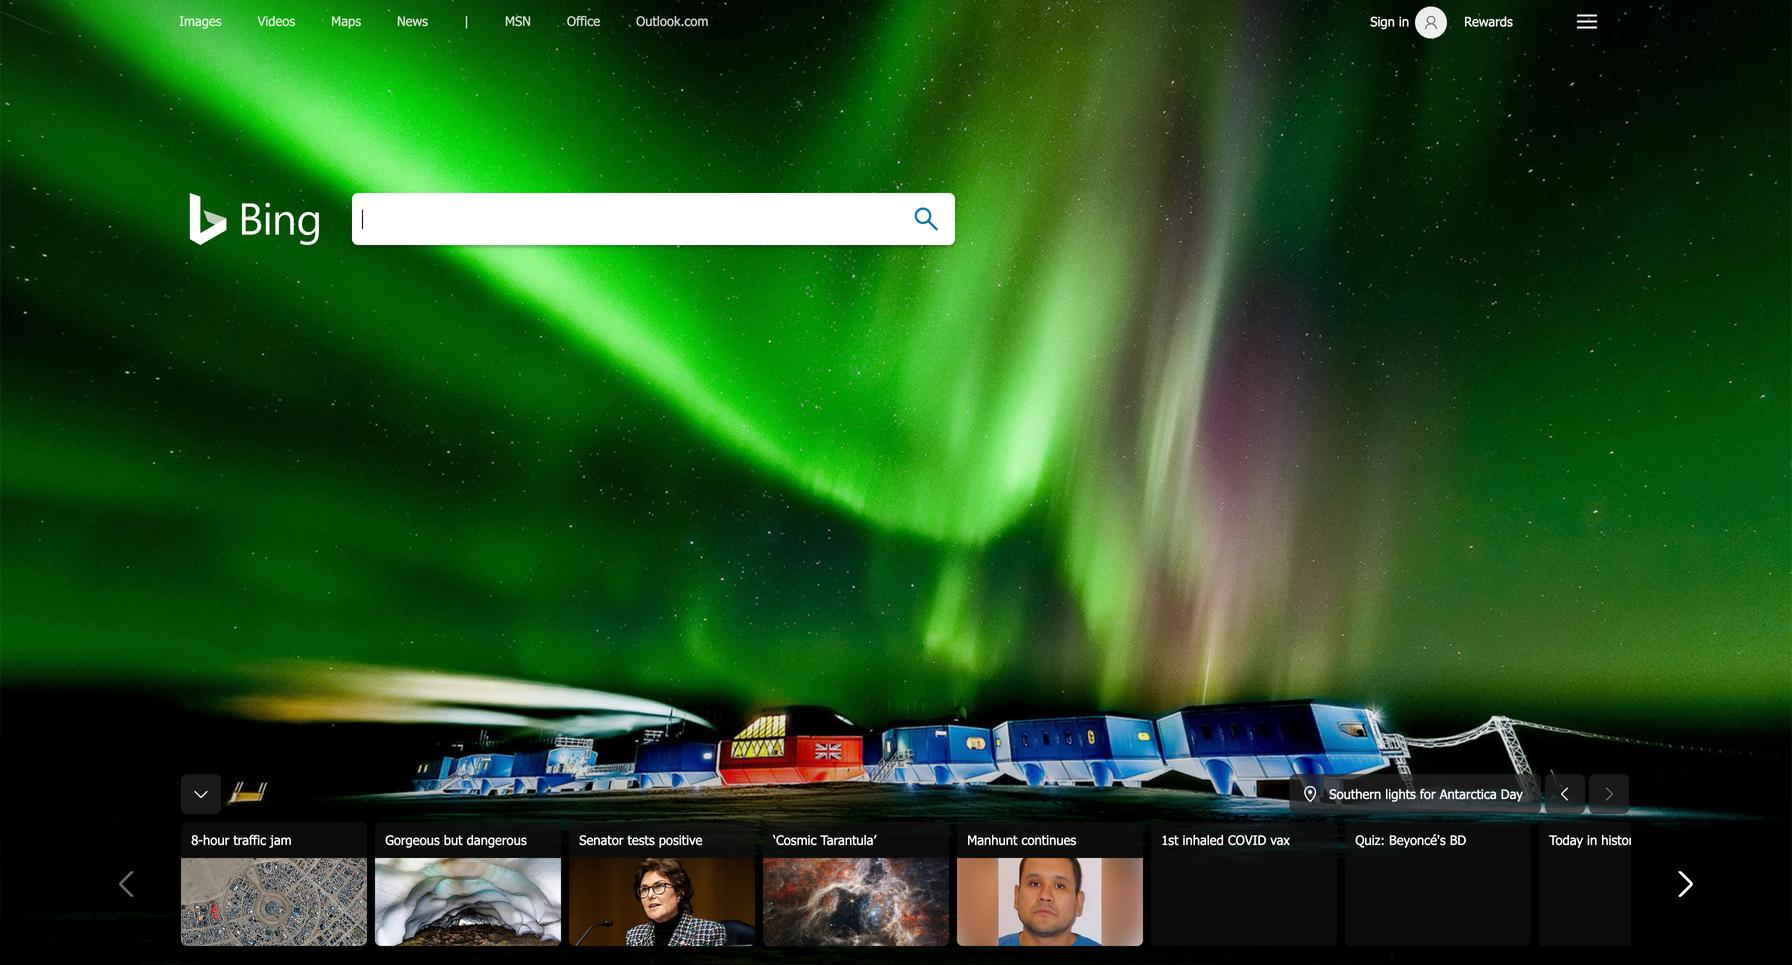 Images Videos Maps News | MSN Office Outlook.com Sign in Rewards
Bing
Southern lights for Antarctica Day
8-hour traffic jam
Gorgeous but dangerous
Senator tests positive
‘Cosmic Tarantula’
Manhunt continues
1st inhaled COVID vax
Quiz: Beyoncé's BD
Today in histor